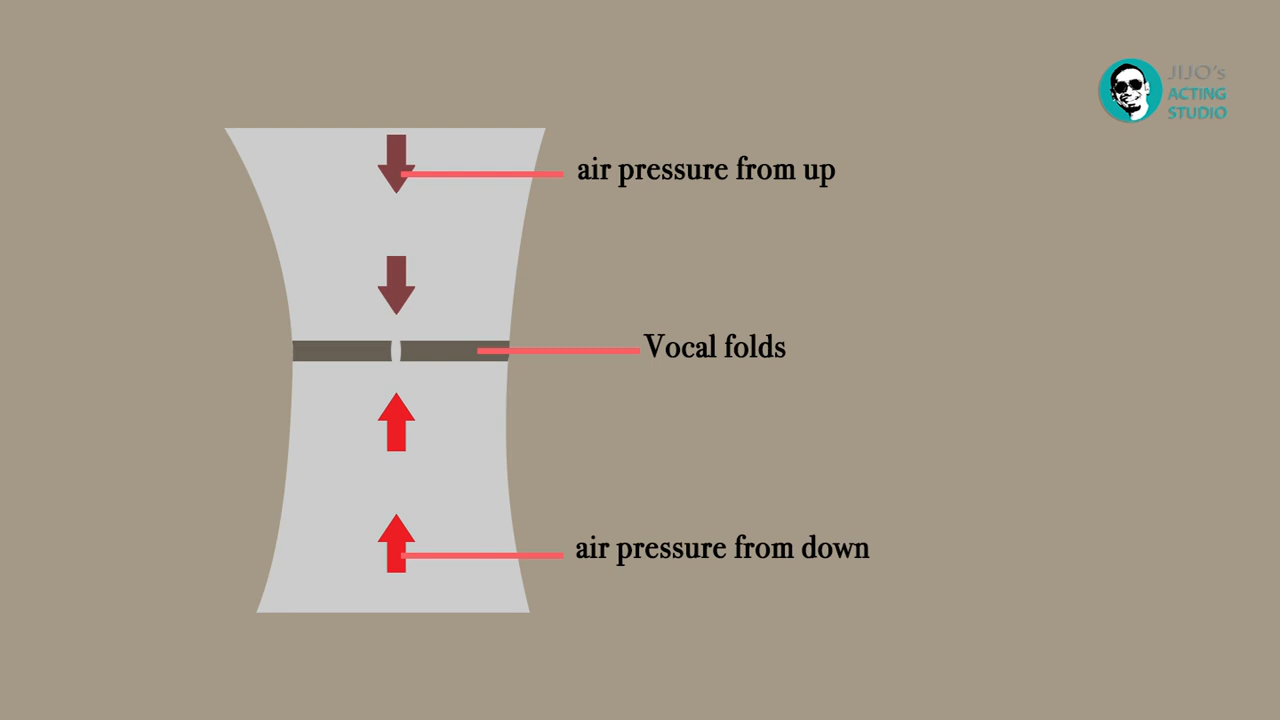 JIJO's
ACTING
STUDIO
air pressure from up
Vocal folds
air pressure from down